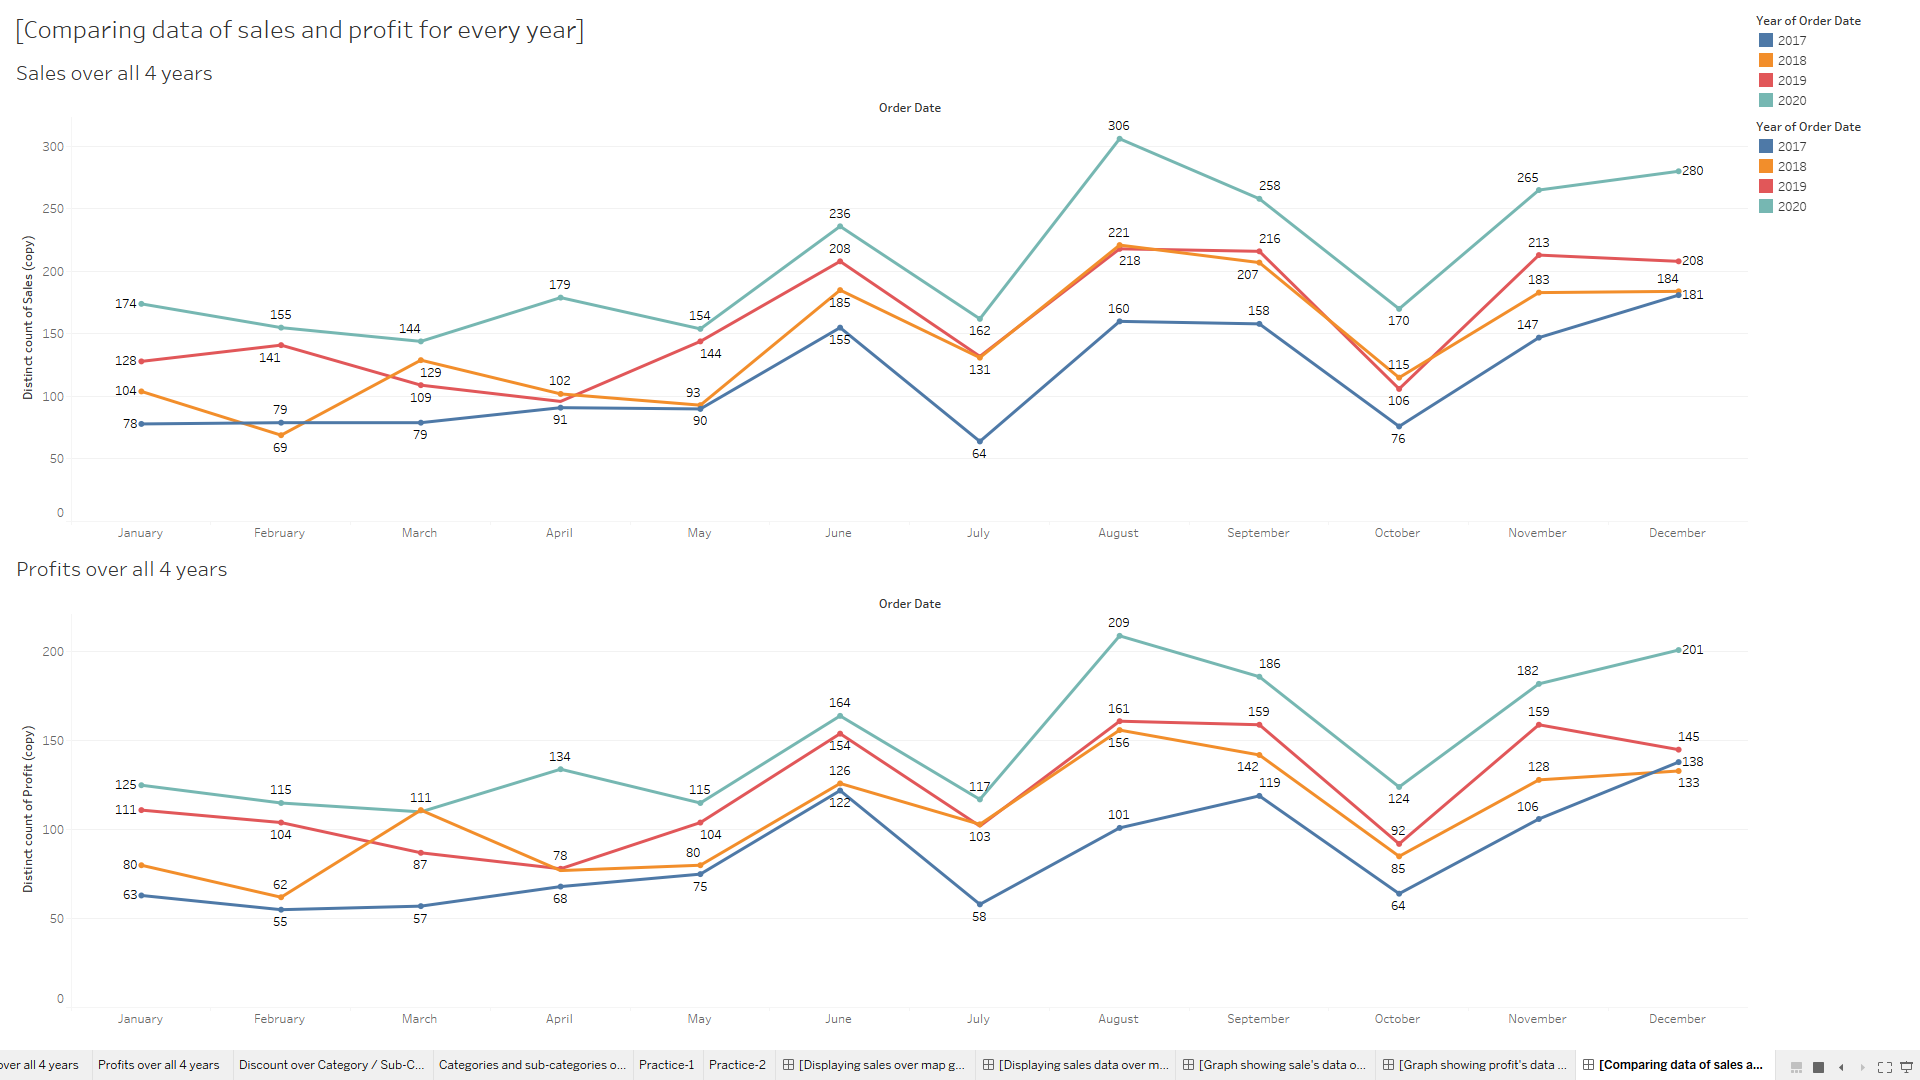 [Comparing data of sales and profit for every year]
Sales over all 4 years
Order Date
Distinct count of Sales (copy)
300
250
200
150
100
50
0
174 155 144 179 154 236 162 306 258 170 265 280
128 141 109 144 208 218 216 106 213 208
104 69 129 102 93 185 131 221 207 115 183 184
78 79 79 91 90 155 64 160 158 76 147 181
January February March April May June July August September October November December
Profits over all 4 years
Order Date
Distinct count of Profit (copy)
200
150
100
50
0
125 115 111 134 115 164 117 209 186 124 182 201
111 104 87 78 104 154 103 161 159 92 159 145
80 62 80 126 156 142 85 128 133
63 55 57 68 75 122 58 101 119 64 106 138
January February March April May June July August September October November December
Year of Order Date
2017
2018
2019
2020
Year of Order Date
2017
2018
2019
2020
over all 4 years Profits over all 4 years Discount over Category / Sub-C... Categories and sub-categories o... Practice-1 Practice-2 [Displaying sales over map g... [Displaying sales data over m... [Graph showing sale's data o... [Graph showing profit's data ... [Comparing data of sales a...